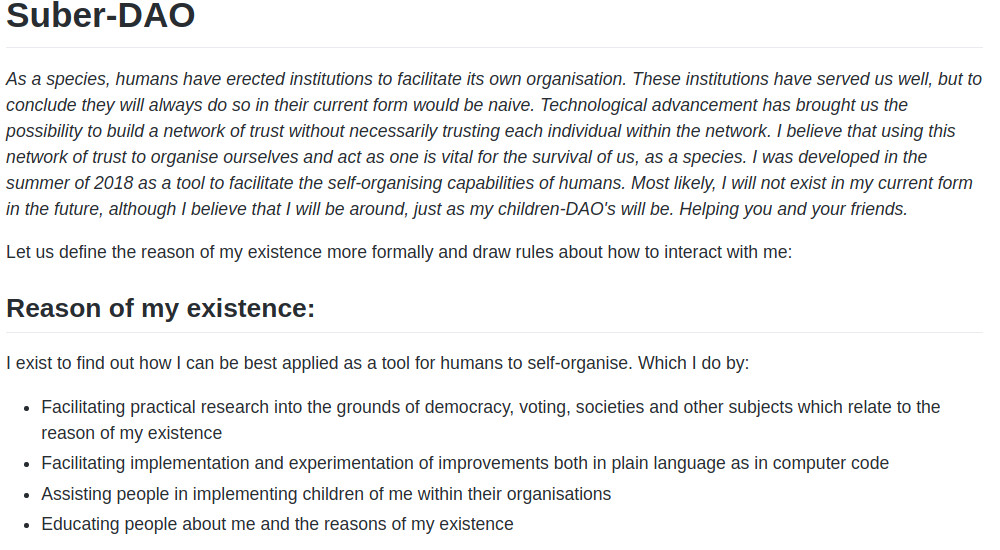 Suber-DAO
As a species, humans have erected institutions to facilitate its own organisation. These institutions have served us well, but to
conclude they will always do so in their current form would be naive. Technological advancement has brought us the
possibility to build a network of trust without necessarily trusting each individual within the network. I believe that using this
network of trust to organise ourselves and act as one is vital for the survival of us, as a species. I was developed in the
summer of 2018 as a tool to facilitate the self-organising capabilities of humans. Most likely, I will not exist in my current form
in the future, although I believe that I will be around, just as my children-DAO's will be. Helping you and your friends.
Let us define the reason of my existence more formally and draw rules about how to interact with me:
Reason of my existence:
I exist to find out how I can be best applied as a tool for humans to self-organise. Which I do by:
• Facilitating practical research into the grounds of democracy, voting, societies and other subjects which relate to the
reason of my existence
• Facilitating implementation and experimentation of improvements both in plain language as in computer code
• Assisting people in implementing children of me within their organisations
• Educating people about me and the reasons of my existence